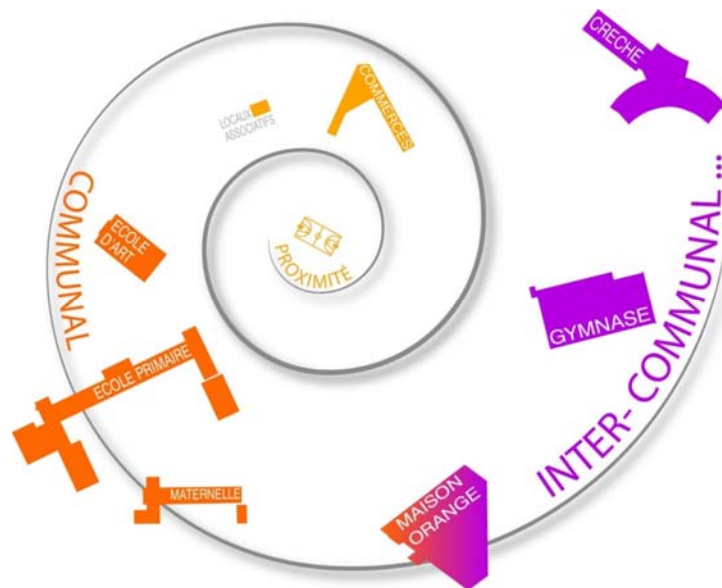 CRECHE
COMMERCES
LOCAUX
ASSOCIATIFS
COMMUNAL
ECOLE
D'ART
PROXIMITÉ
INTER- COMMUNAL ...
GYMNASE
ECOLE PRIMAIRE
MATERNELLE
MAISON
ORANGE